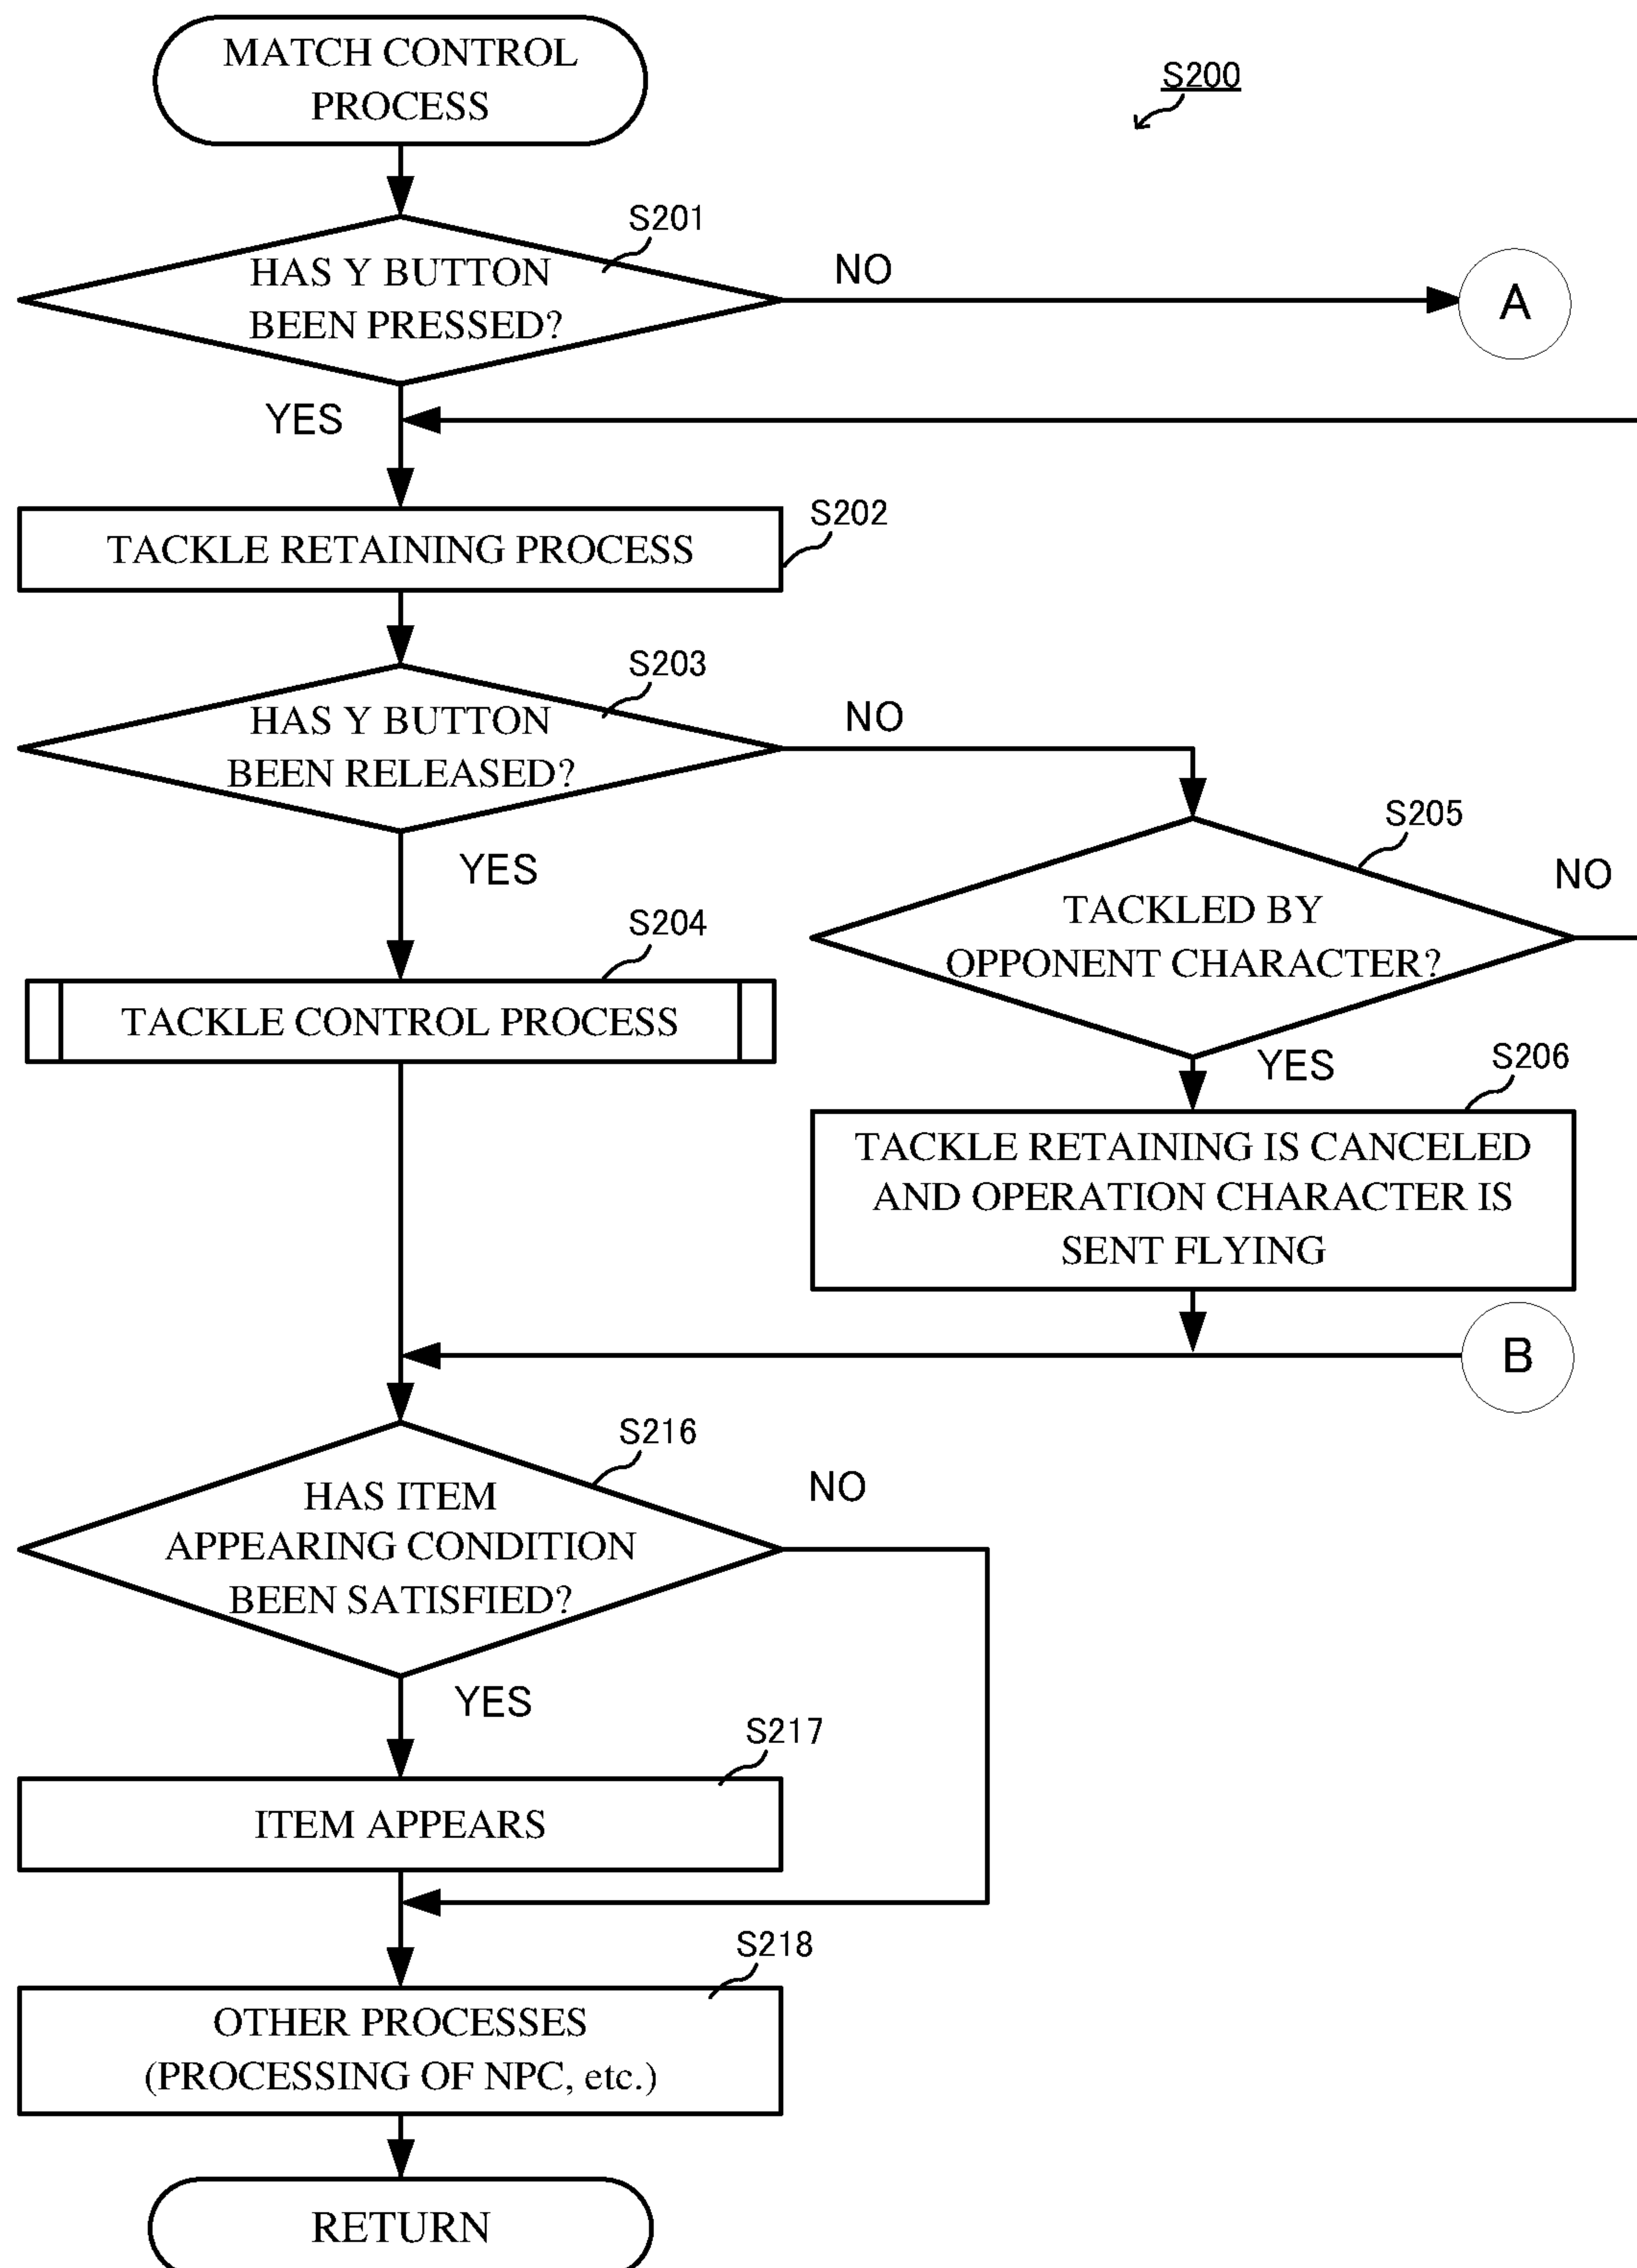 MATCH CONTROL
PROCESS
S200
S201
HAS Y BUTTON
BEEN PRESSED?
NO
A
YES
S202
TACKLE RETAINING PROCESS
S203
HAS Y BUTTON
BEEN RELEASED?
NO
YES
S205
TACKLED BY
OPPONENT CHARACTER?
NO
S204
TACKLE CONTROL PROCESS
YES
S206
TACKLE RETAINING IS CANCELED
AND OPERATION CHARACTER IS
SENT FLYING
B
S216
HAS ITEM
APPEARING CONDITION
BEEN SATISFIED?
NO
YES
S217
ITEM APPEARS
S218
OTHER PROCESSES
(PROCESSING OF NPC, etc.)
RETURN